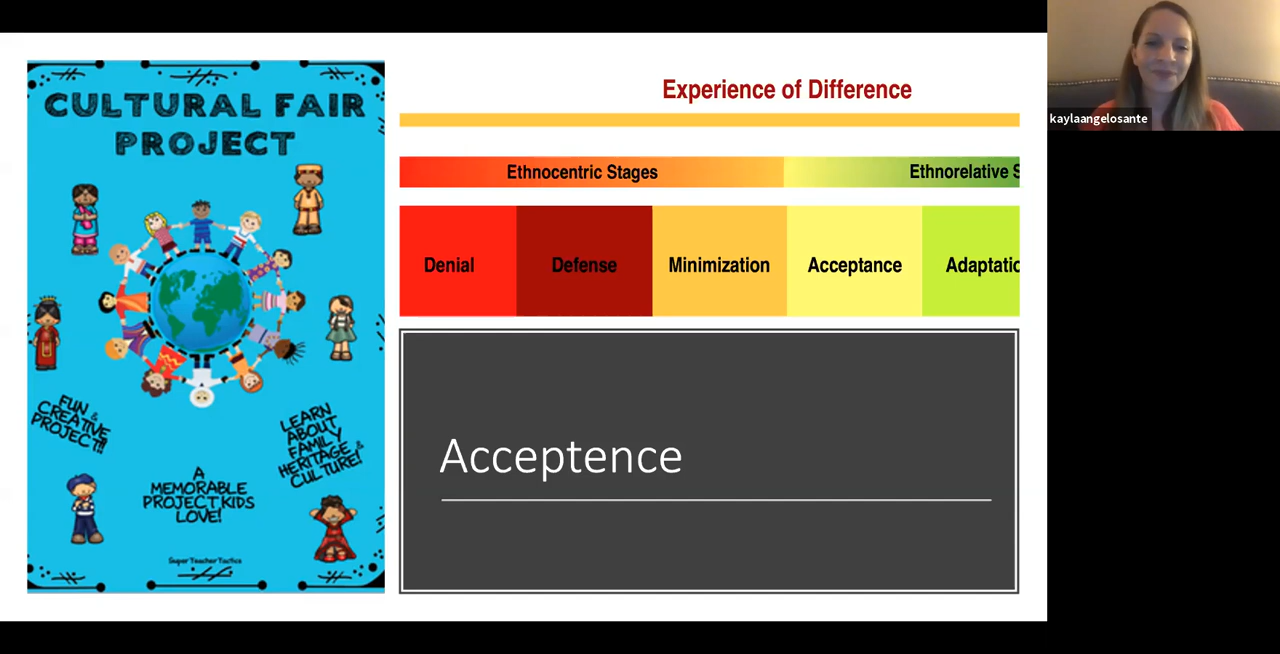 CULTURAL FAIR
PROJECT
FUN &
CREATIVE
PROJECT!!
LEARN
ABOUT
FAMILY
HERITAGE &
CULTURE!
A
MEMORABLE
PROJECT KIDS
LOVE!
Super Teacher Tactics
Experience of Difference
Ethnocentric Stages
Ethnorelative S
Denial
Defense
Minimization
Acceptance
Adaptatio
Acceptence
kaylaangelosante